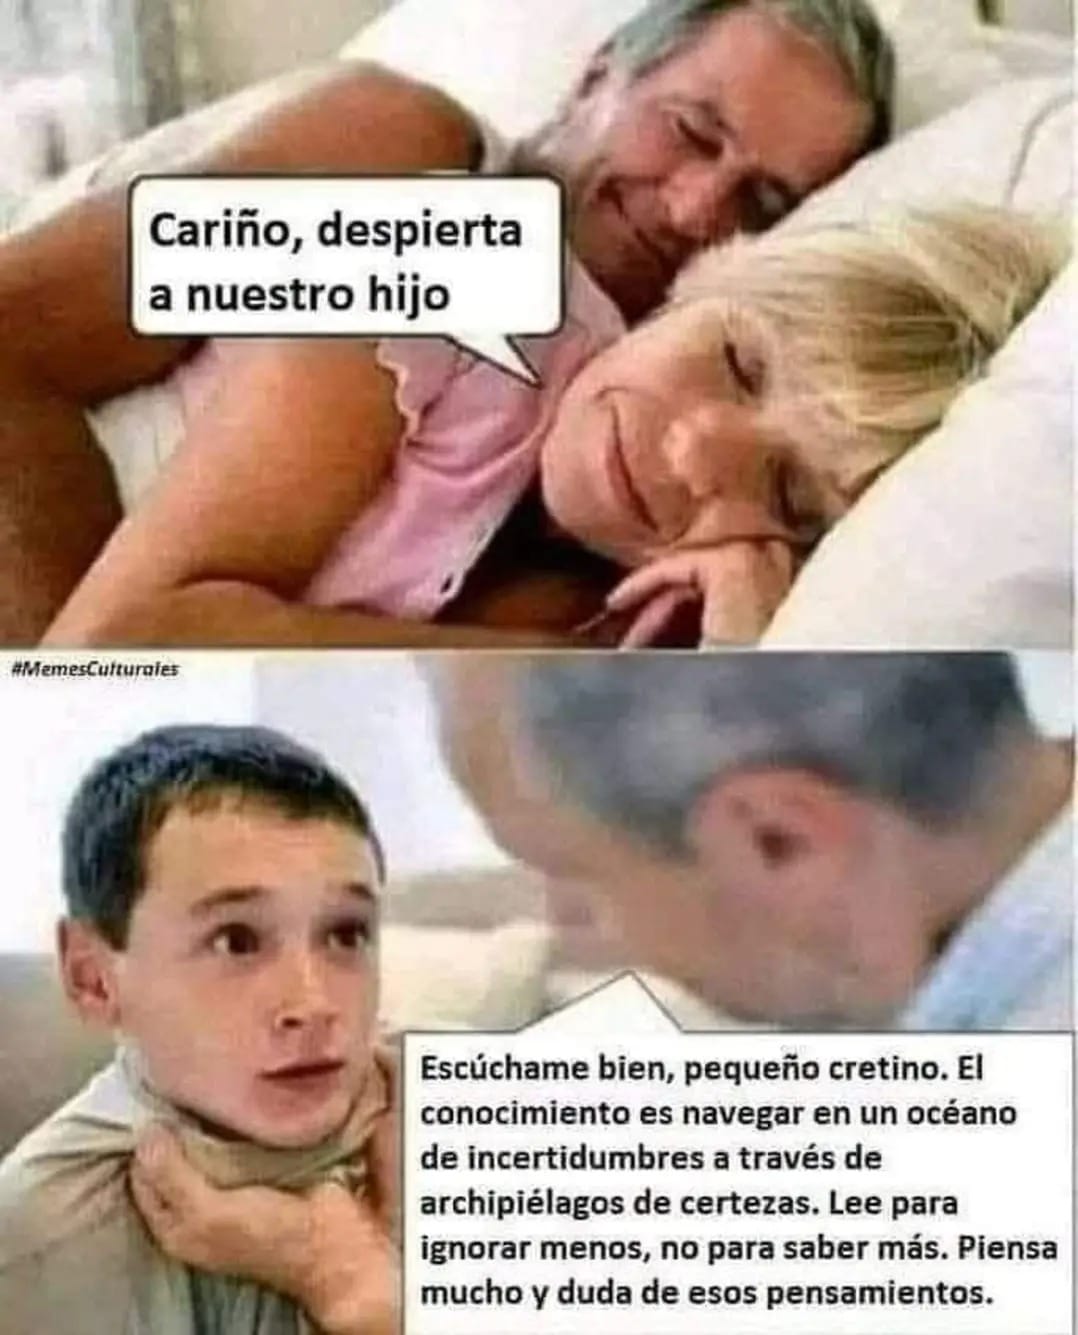 Cariño, despierta
a nuestro hijo
#MemesCulturales
Escúchame bien, pequeño cretino. El
conocimiento es navegar en un océano
de incertidumbres a través de
archipiélagos de certezas. Lee para
ignorar menos, no para saber más. Piensa
mucho y duda de esos pensamientos.